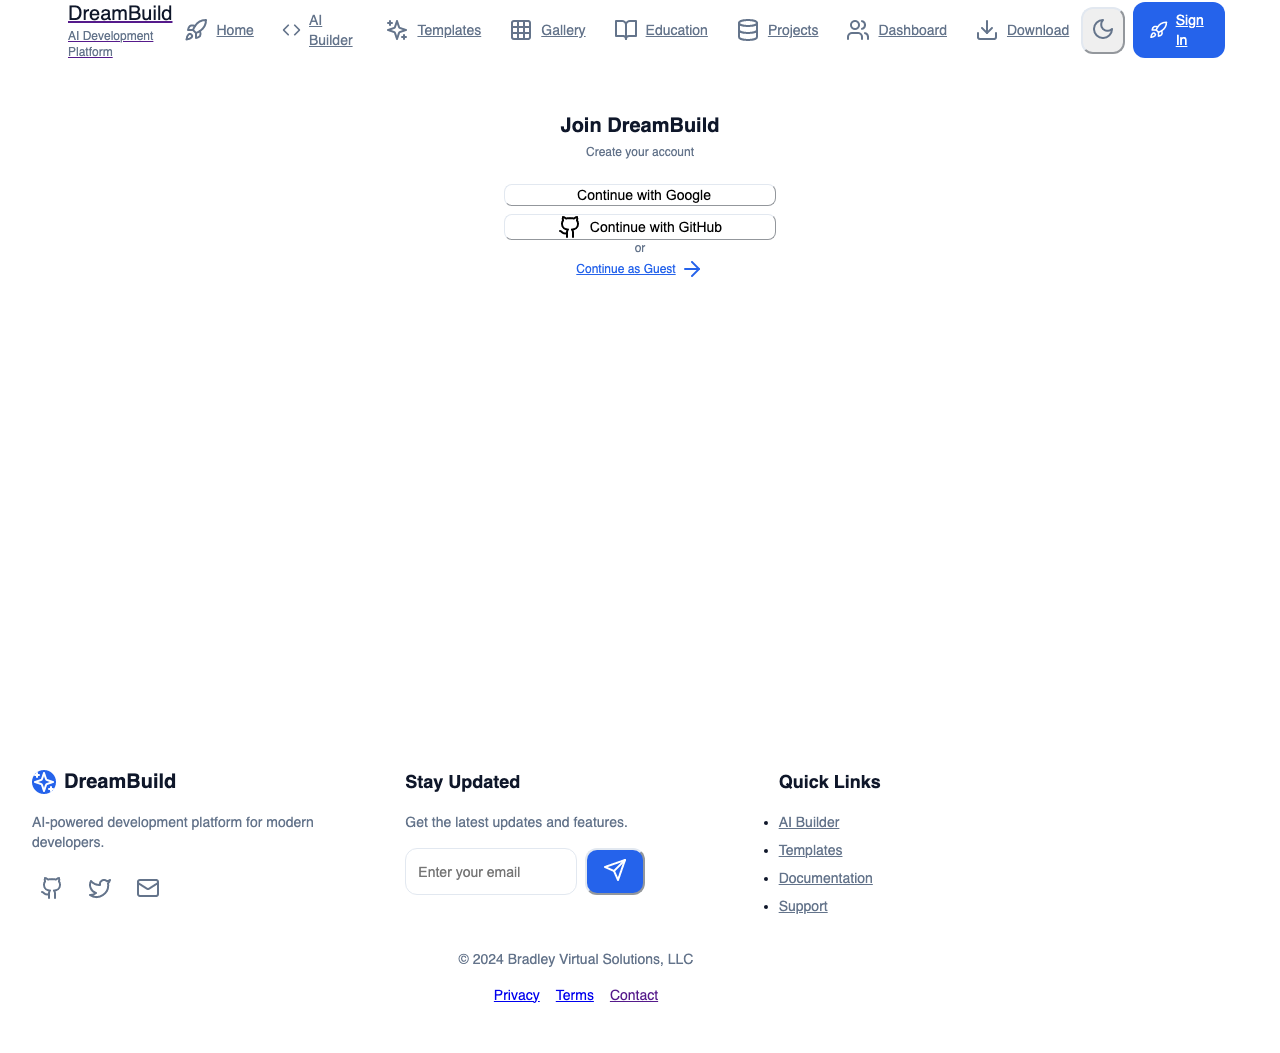 DreamBuild
AI Development
Platform
Home
AI
Builder
Templates
Gallery
Education
Projects
Dashboard
Download
Sign
In
Join DreamBuild
Create your account
Continue with Google
Continue with GitHub
or
Continue as Guest
DreamBuild
AI-powered development platform for modern
developers.
Stay Updated
Get the latest updates and features.
Enter your email
Quick Links
AI Builder
Templates
Documentation
Support
© 2024 Bradley Virtual Solutions, LLC
Privacy Terms Contact